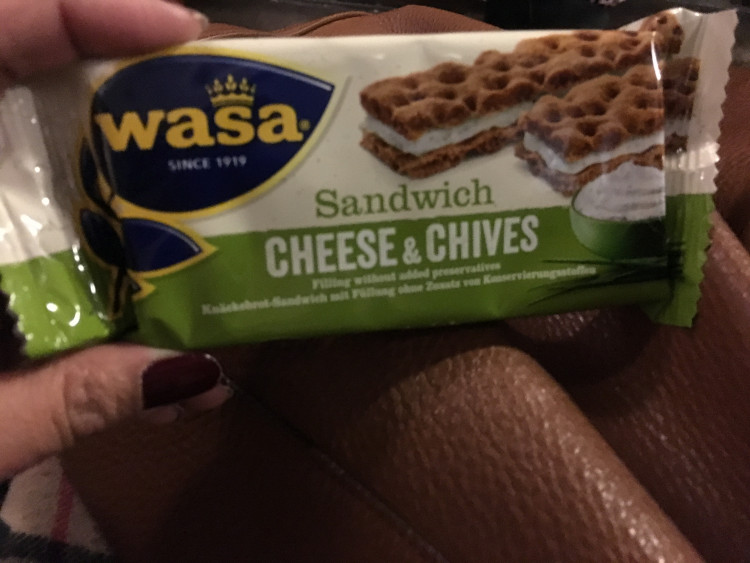 wasa
SINCE 1919
Sandwich
CHEESE & CHIVES
Filling without added preservatives
Knäckebrot-Sandwich mit Füllung ohne Zusatz von Konservierungsstoffen